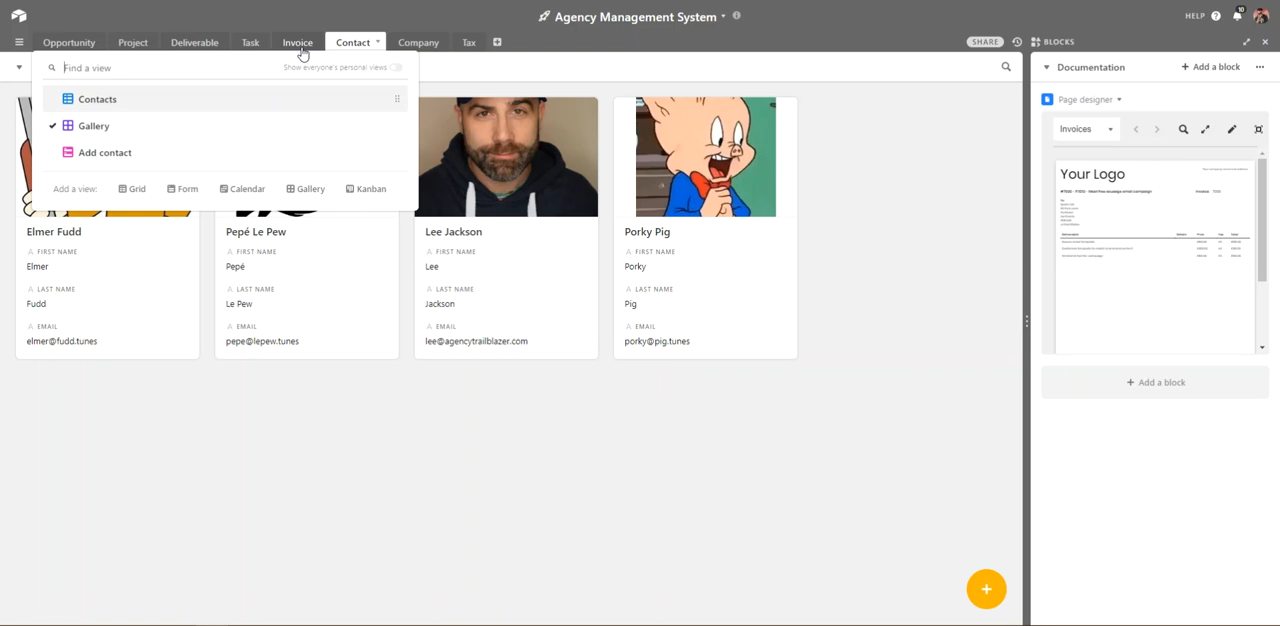 Agency Management System
HELP
10
Opportunity Project Deliverable Task Invoice Contact Company Tax
SHARE
BLOCKS
Find a view
Show everyone's personal views
Documentation
+ Add a block
Contacts
Page designer
Gallery
Invoices
Add contact
Add a view: Grid Form Calendar Gallery Kanban
Your Logo
Elmer Fudd
FIRST NAME
Elmer
LAST NAME
Fudd
EMAIL
elmer@fudd.tunes
Pepé Le Pew
FIRST NAME
Pepé
LAST NAME
Le Pew
EMAIL
pepe@lepew.tunes
Lee Jackson
FIRST NAME
Lee
LAST NAME
Jackson
EMAIL
lee@agencytrailblazer.com
Porky Pig
FIRST NAME
Porky
LAST NAME
Pig
EMAIL
porky@pig.tunes
+ Add a block